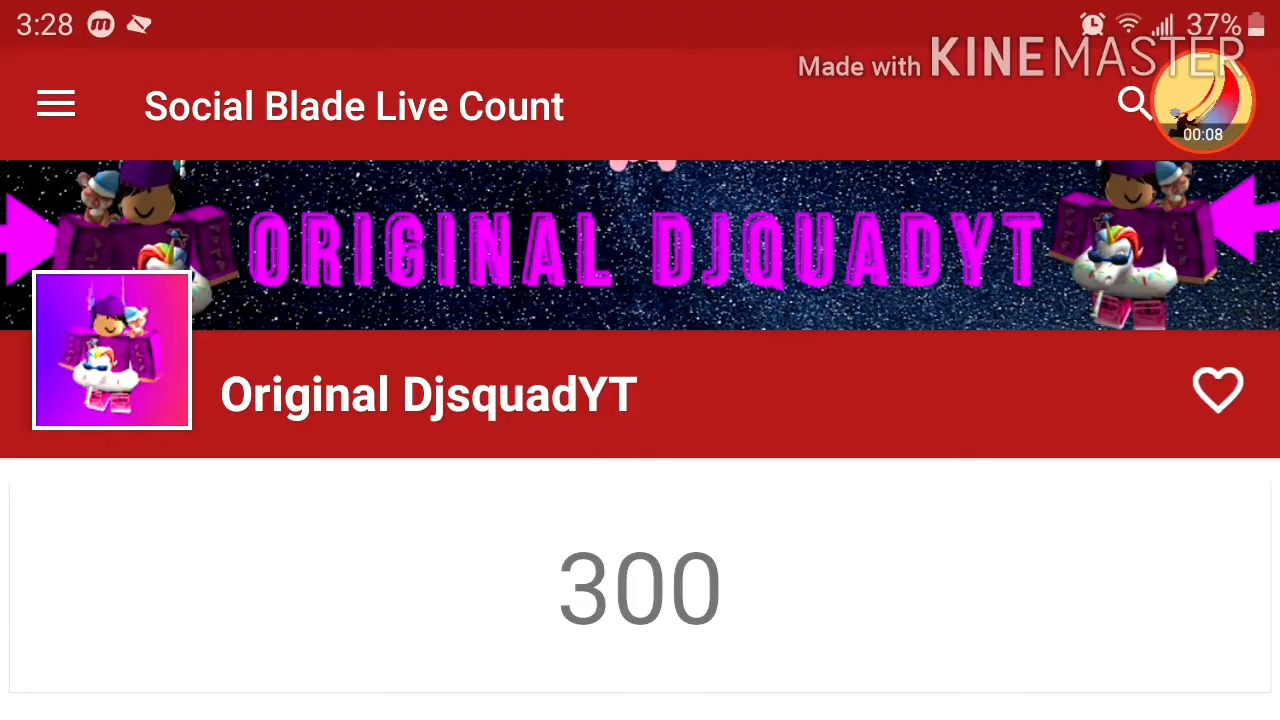 3:28
37%
Made with KINEMASTER
Social Blade Live Count
00:08
ORIGINAL DJQUADYT
Original DjsquadYT
300